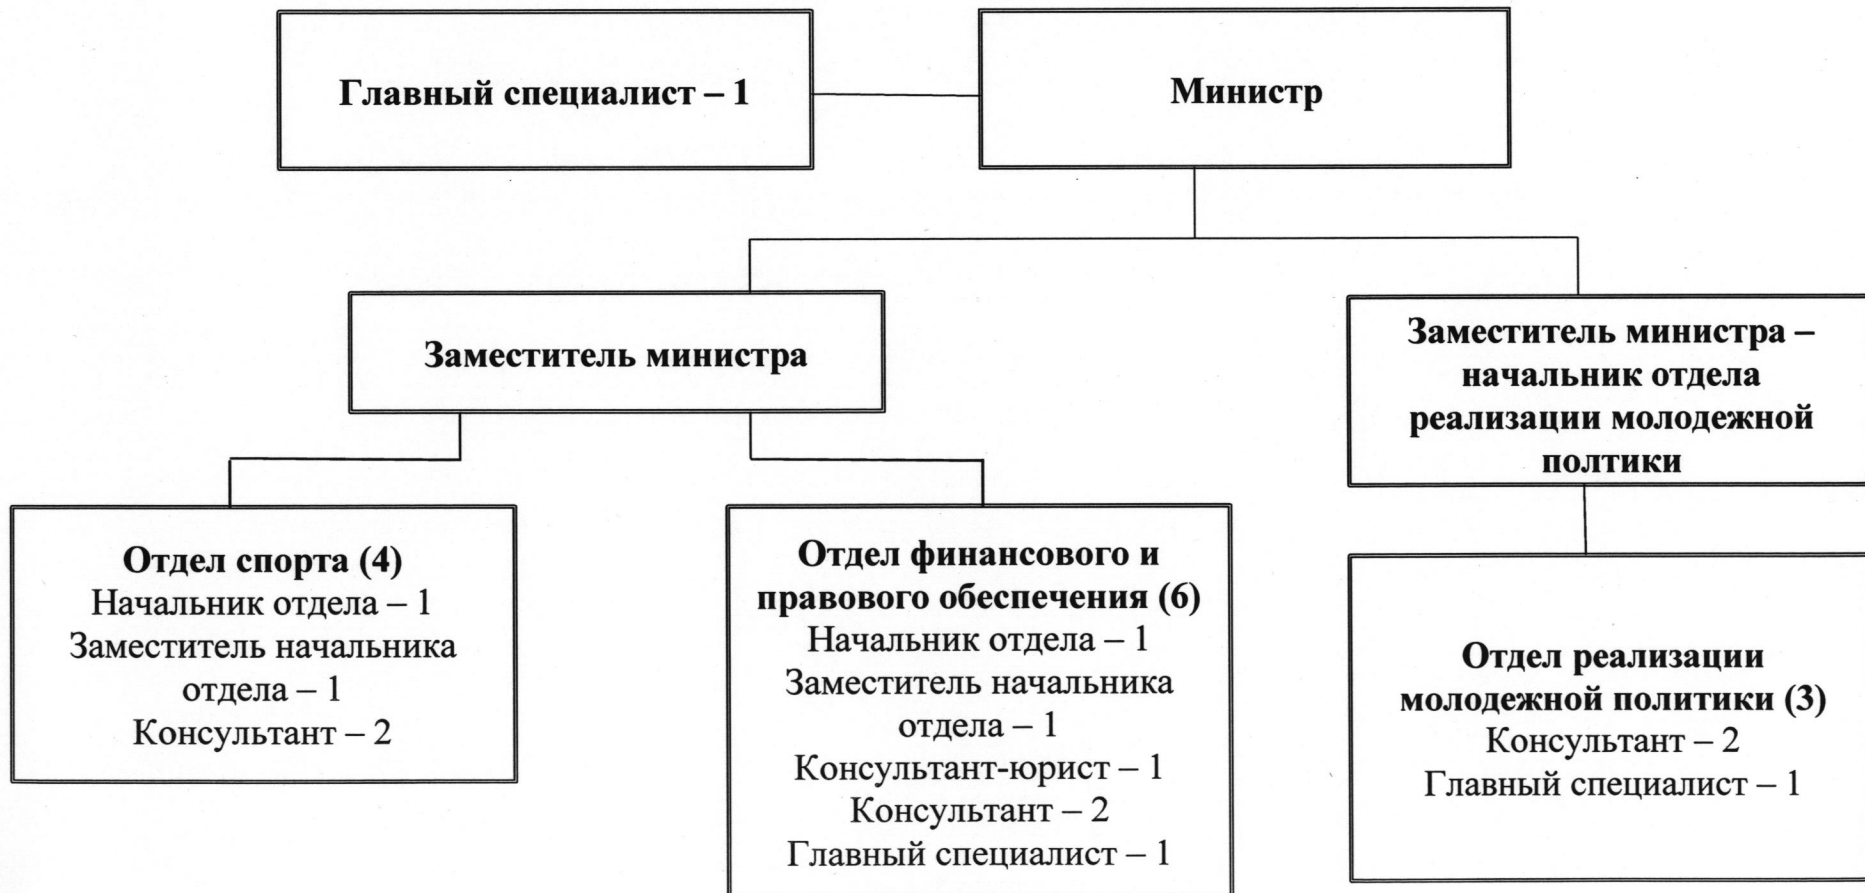 Главный специалист – 1
Министр
Заместитель министра
Заместитель министра –
начальник отдела
реализации молодежной
полтики
Отдел спорта (4)
Начальник отдела – 1
Заместитель начальника
отдела – 1
Консультант – 2
Отдел финансового и
правового обеспечения (6)
Начальник отдела – 1
Заместитель начальника
отдела – 1
Консультант-юрист – 1
Консультант – 2
Главный специалист – 1
Отдел реализации
молодежной политики (3)
Консультант – 2
Главный специалист – 1